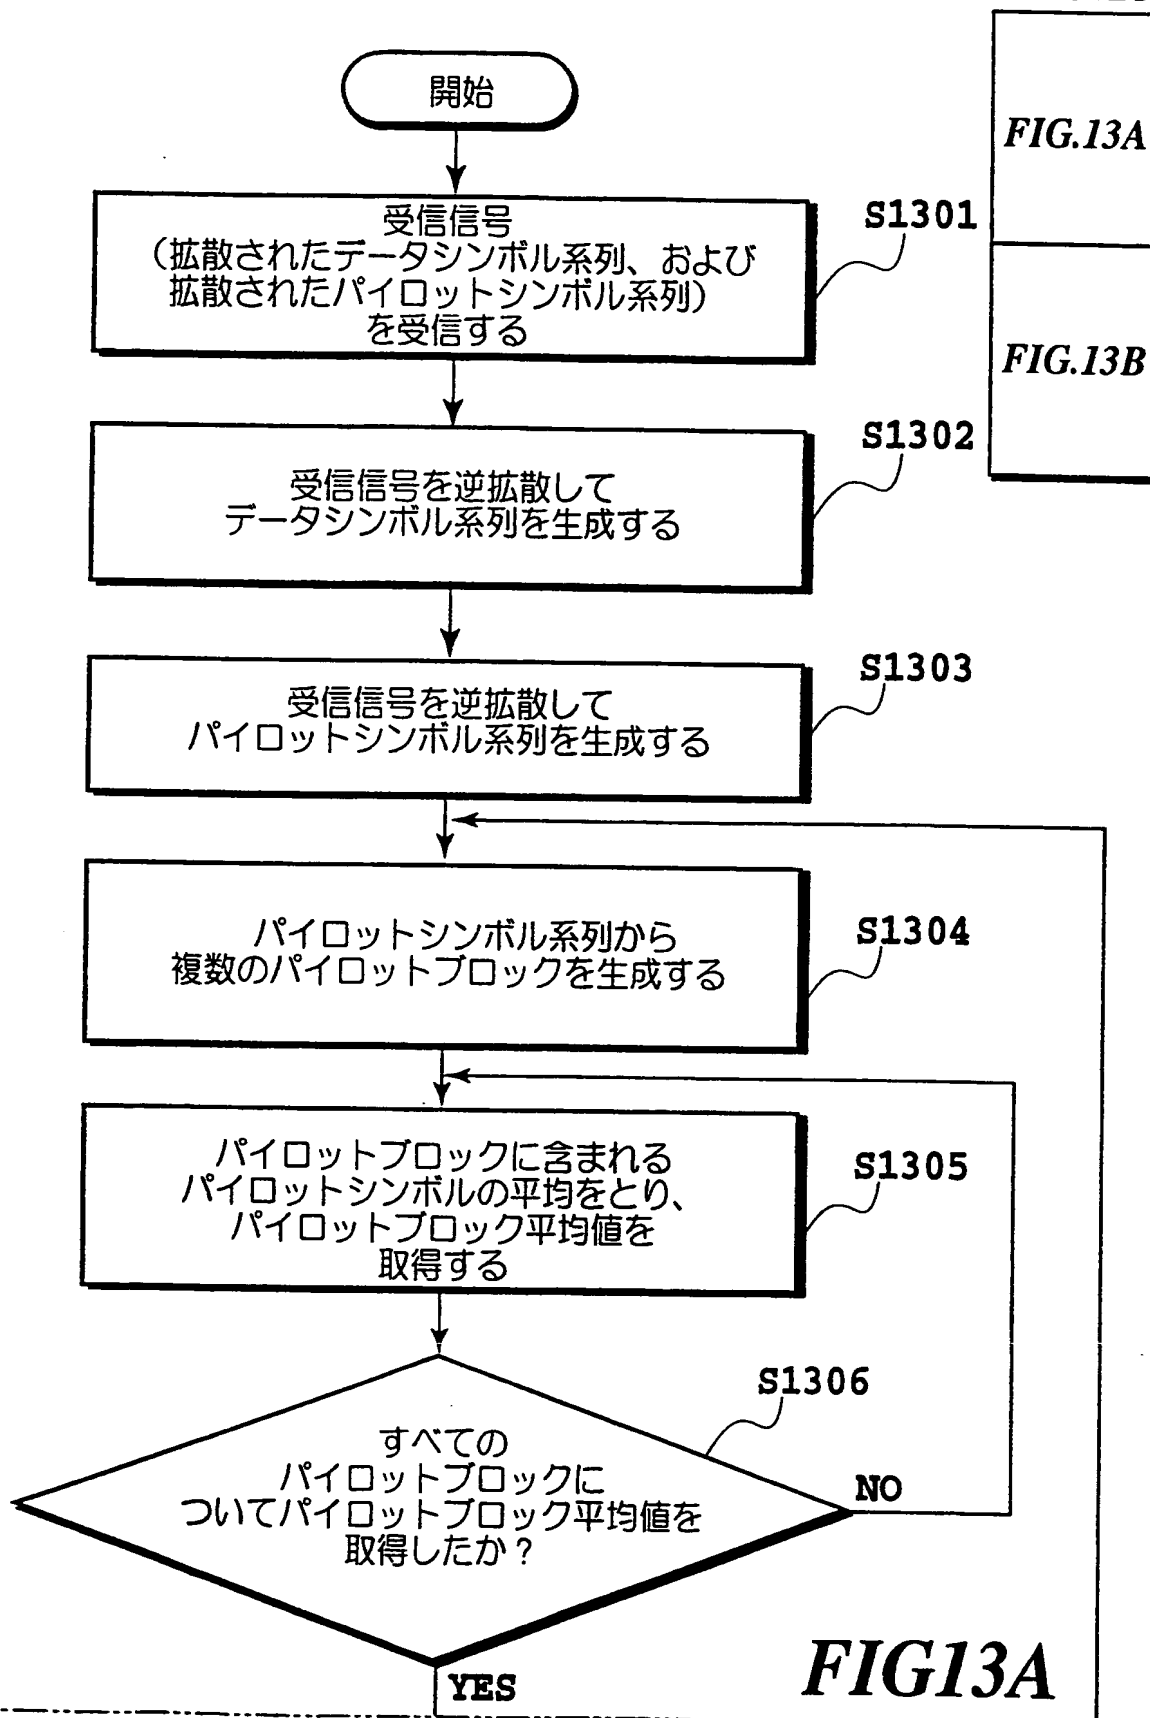 開始
FIG.13A
FIG.13B
S1301
受信信号
（拡散されたデータシンボル系列、および
拡散されたパイロットシンボル系列）
を受信する
S1302
受信信号を逆拡散して
データシンボル系列を生成する
S1303
受信信号を逆拡散して
パイロットシンボル系列を生成する
S1304
パイロットシンボル系列から
複数のパイロットブロックを生成する
S1305
パイロットブロックに含まれる
パイロットシンボルの平均をとり、
パイロットブロック平均値を
取得する
S1306
すべての
パイロットブロックに
ついてパイロットブロック平均値を
取得したか？
NO
YES
FIG13A